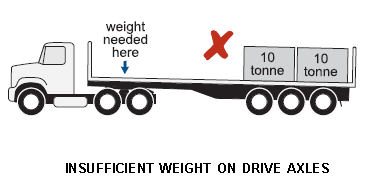 weight
needed
here
10
tonne
10
tonne
INSUFFICIENT WEIGHT ON DRIVE AXLES